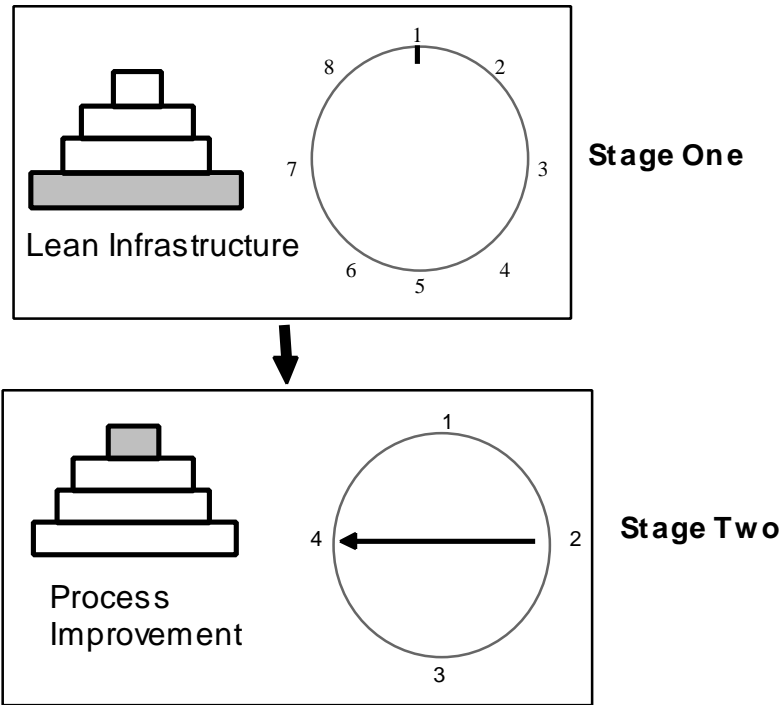 1
8
2
7
3
Stage One
Lean Infrastructure
6
4
5
1
4
2
Stage Two
Process
Improvement
3